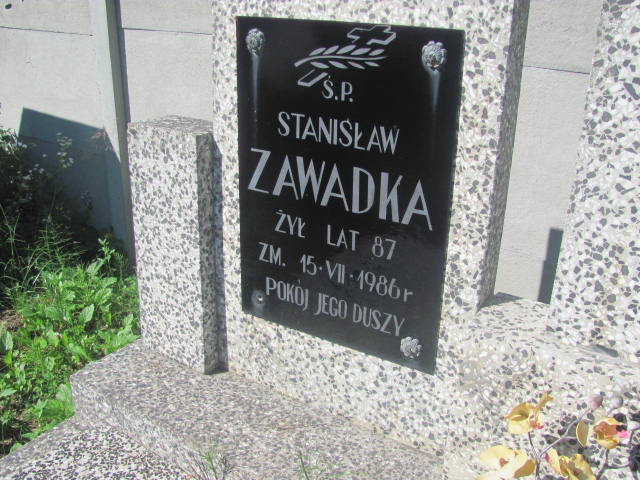 Ś.P.
STANISŁAW
ZAWADKA
ŻYŁ LAT 87
ZM. 15·VII·1986r
POKÓJ JEGO DUSZY